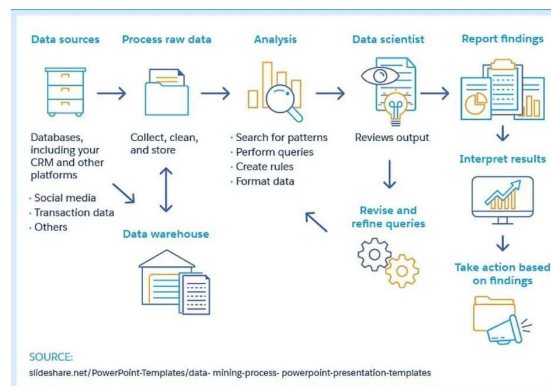 Data sources
Process raw data
Analysis
Data scientist
Report findings
Databases,
including your
CRM and other
platforms
· Social media
· Transaction data
· Others
Collect, clean,
and store
· Search for patterns
· Perform queries
· Create rules
· Format data
Reviews output
Interpret results
Data warehouse
Revise and
refine queries
Take action based
on findings
SOURCE:
slideshare.net/PowerPoint-Templates/data- mining-process- powerpoint-presentation-templates